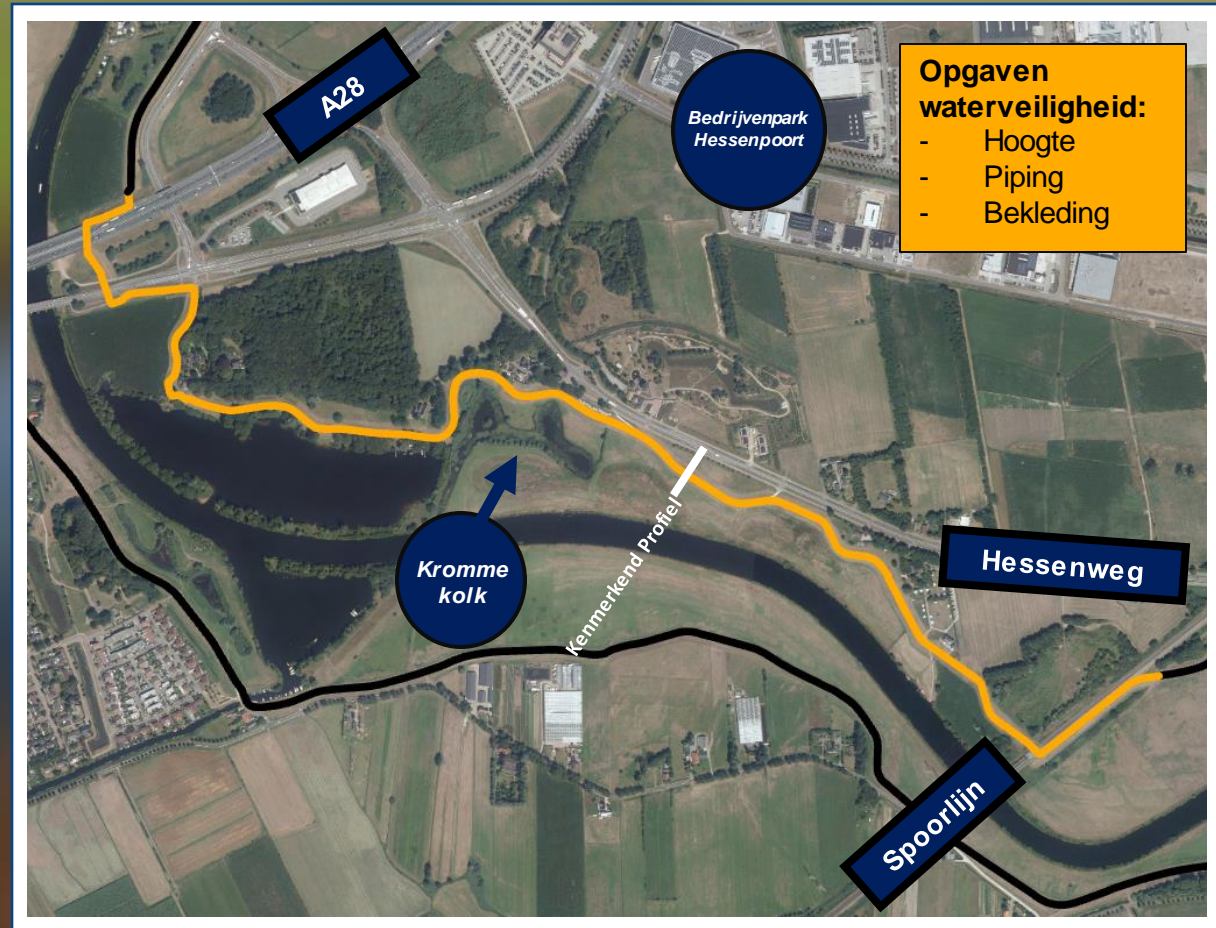 A28
Bedrijvenpark
Hessenpoort
Opgaven
waterveiligheid:
- Hoogte
- Piping
- Bekleding
Kromme
kolk
Kenmerkend Profiel
Hessenweg
Spoorlijn